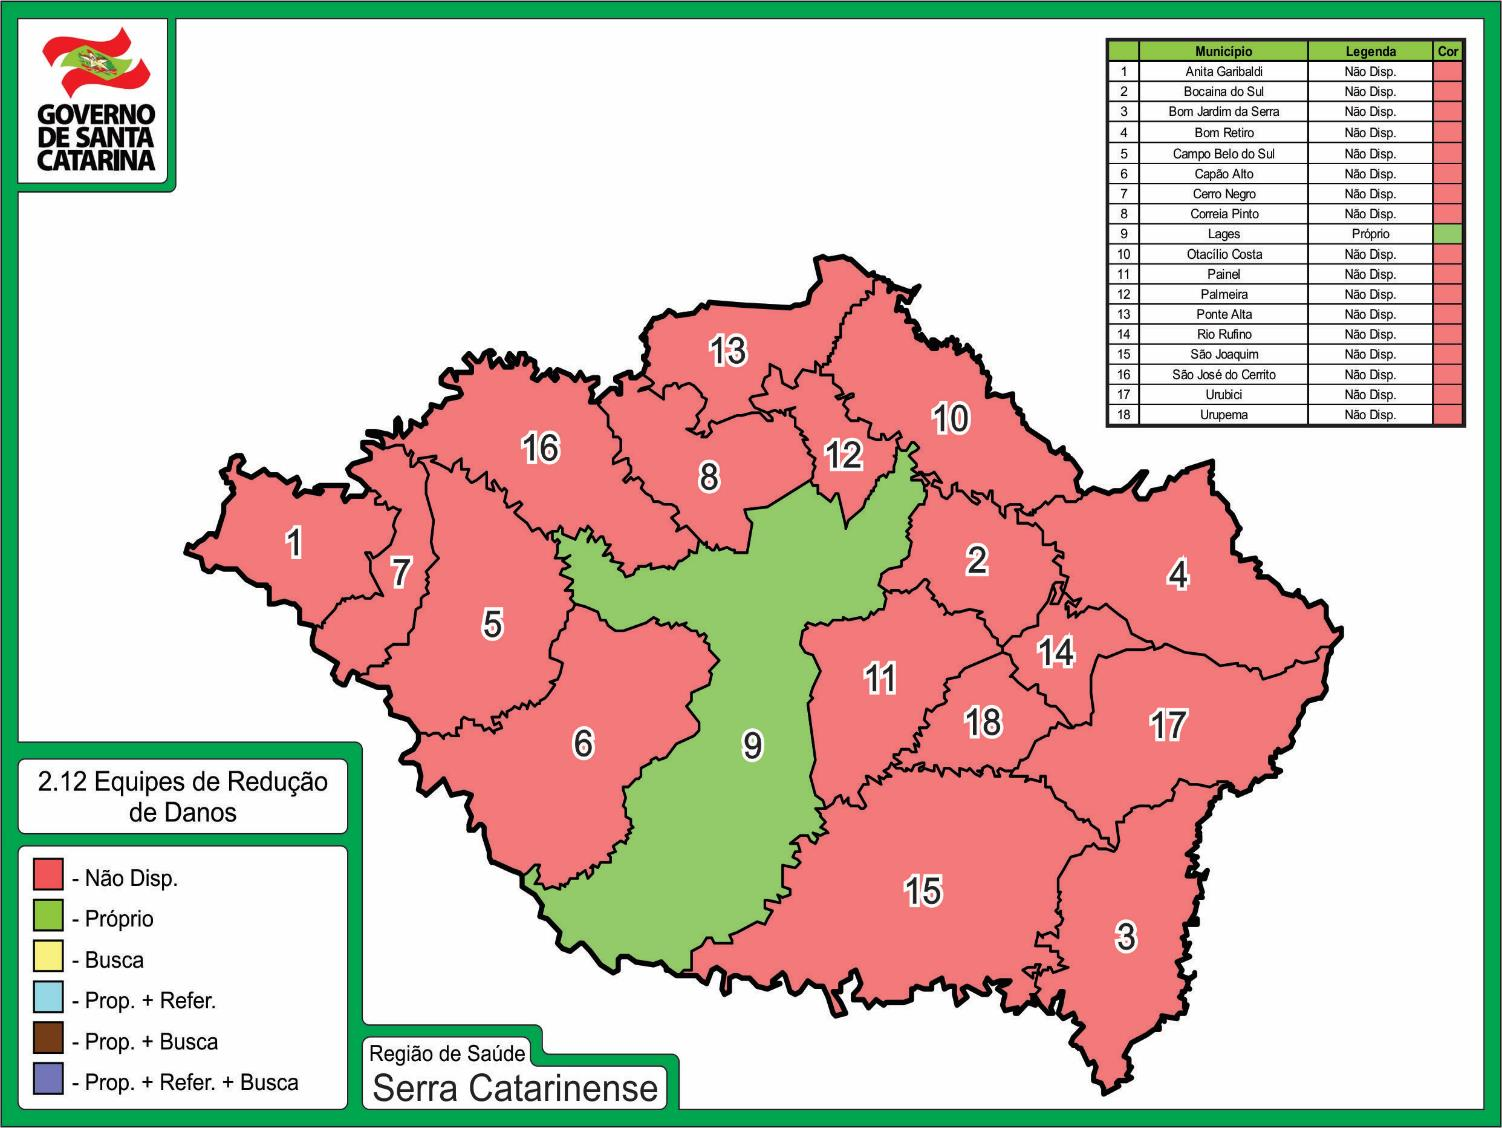 GOVERNO
DE SANTA
CATARINA
Município Legenda Cor
1 Anita Garibaldi Não Disp.
2 Bocaina do Sul Não Disp.
3 Bom Jardim da Serra Não Disp.
4 Bom Retiro Não Disp.
5 Campo Belo do Sul Não Disp.
6 Capão Alto Não Disp.
7 Cerro Negro Não Disp.
8 Correia Pinto Não Disp.
9 Lages Próprio
10 Otacílio Costa Não Disp.
11 Painel Não Disp.
12 Palmeira Não Disp.
13 Ponte Alta Não Disp.
14 Rio Rufino Não Disp.
15 São Joaquim Não Disp.
16 São José do Cerrito Não Disp.
17 Urubici Não Disp.
18 Urupema Não Disp.
13
10
16
12
8
1
2
7
4
5
14
11
18
17
6
9
15
3
2.12 Equipes de Redução
de Danos
- Não Disp.
- Próprio
- Busca
- Prop. + Refer.
- Prop. + Busca
- Prop. + Refer. + Busca
Região de Saúde
Serra Catarinense